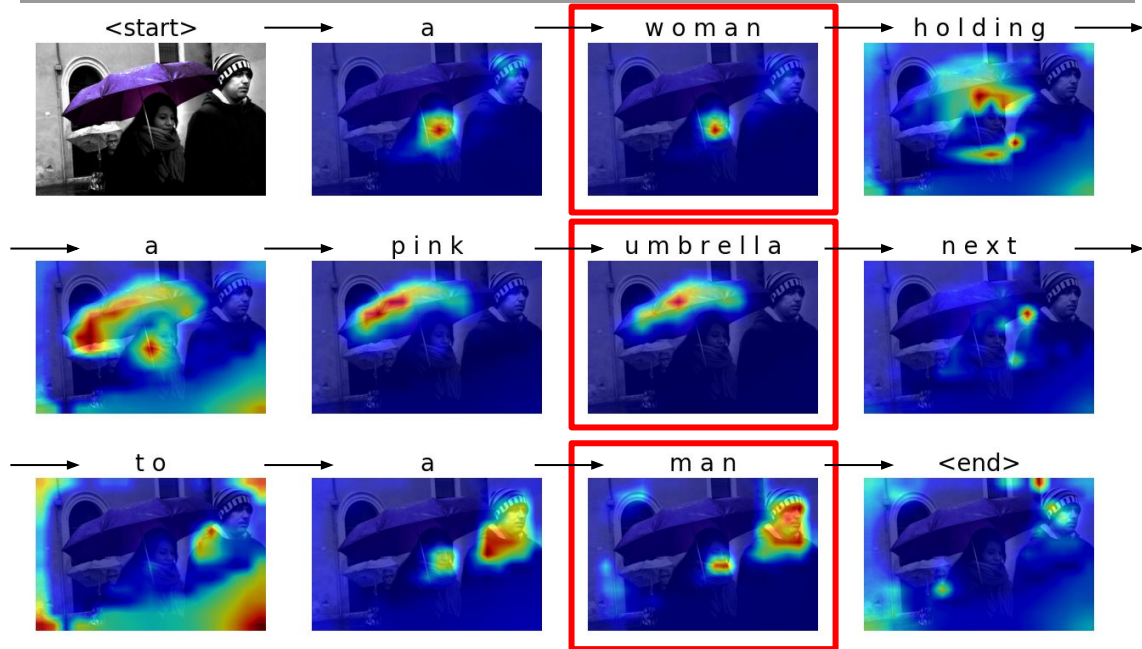 <start> a woman holding
a pink umbrella next
to a man <end>